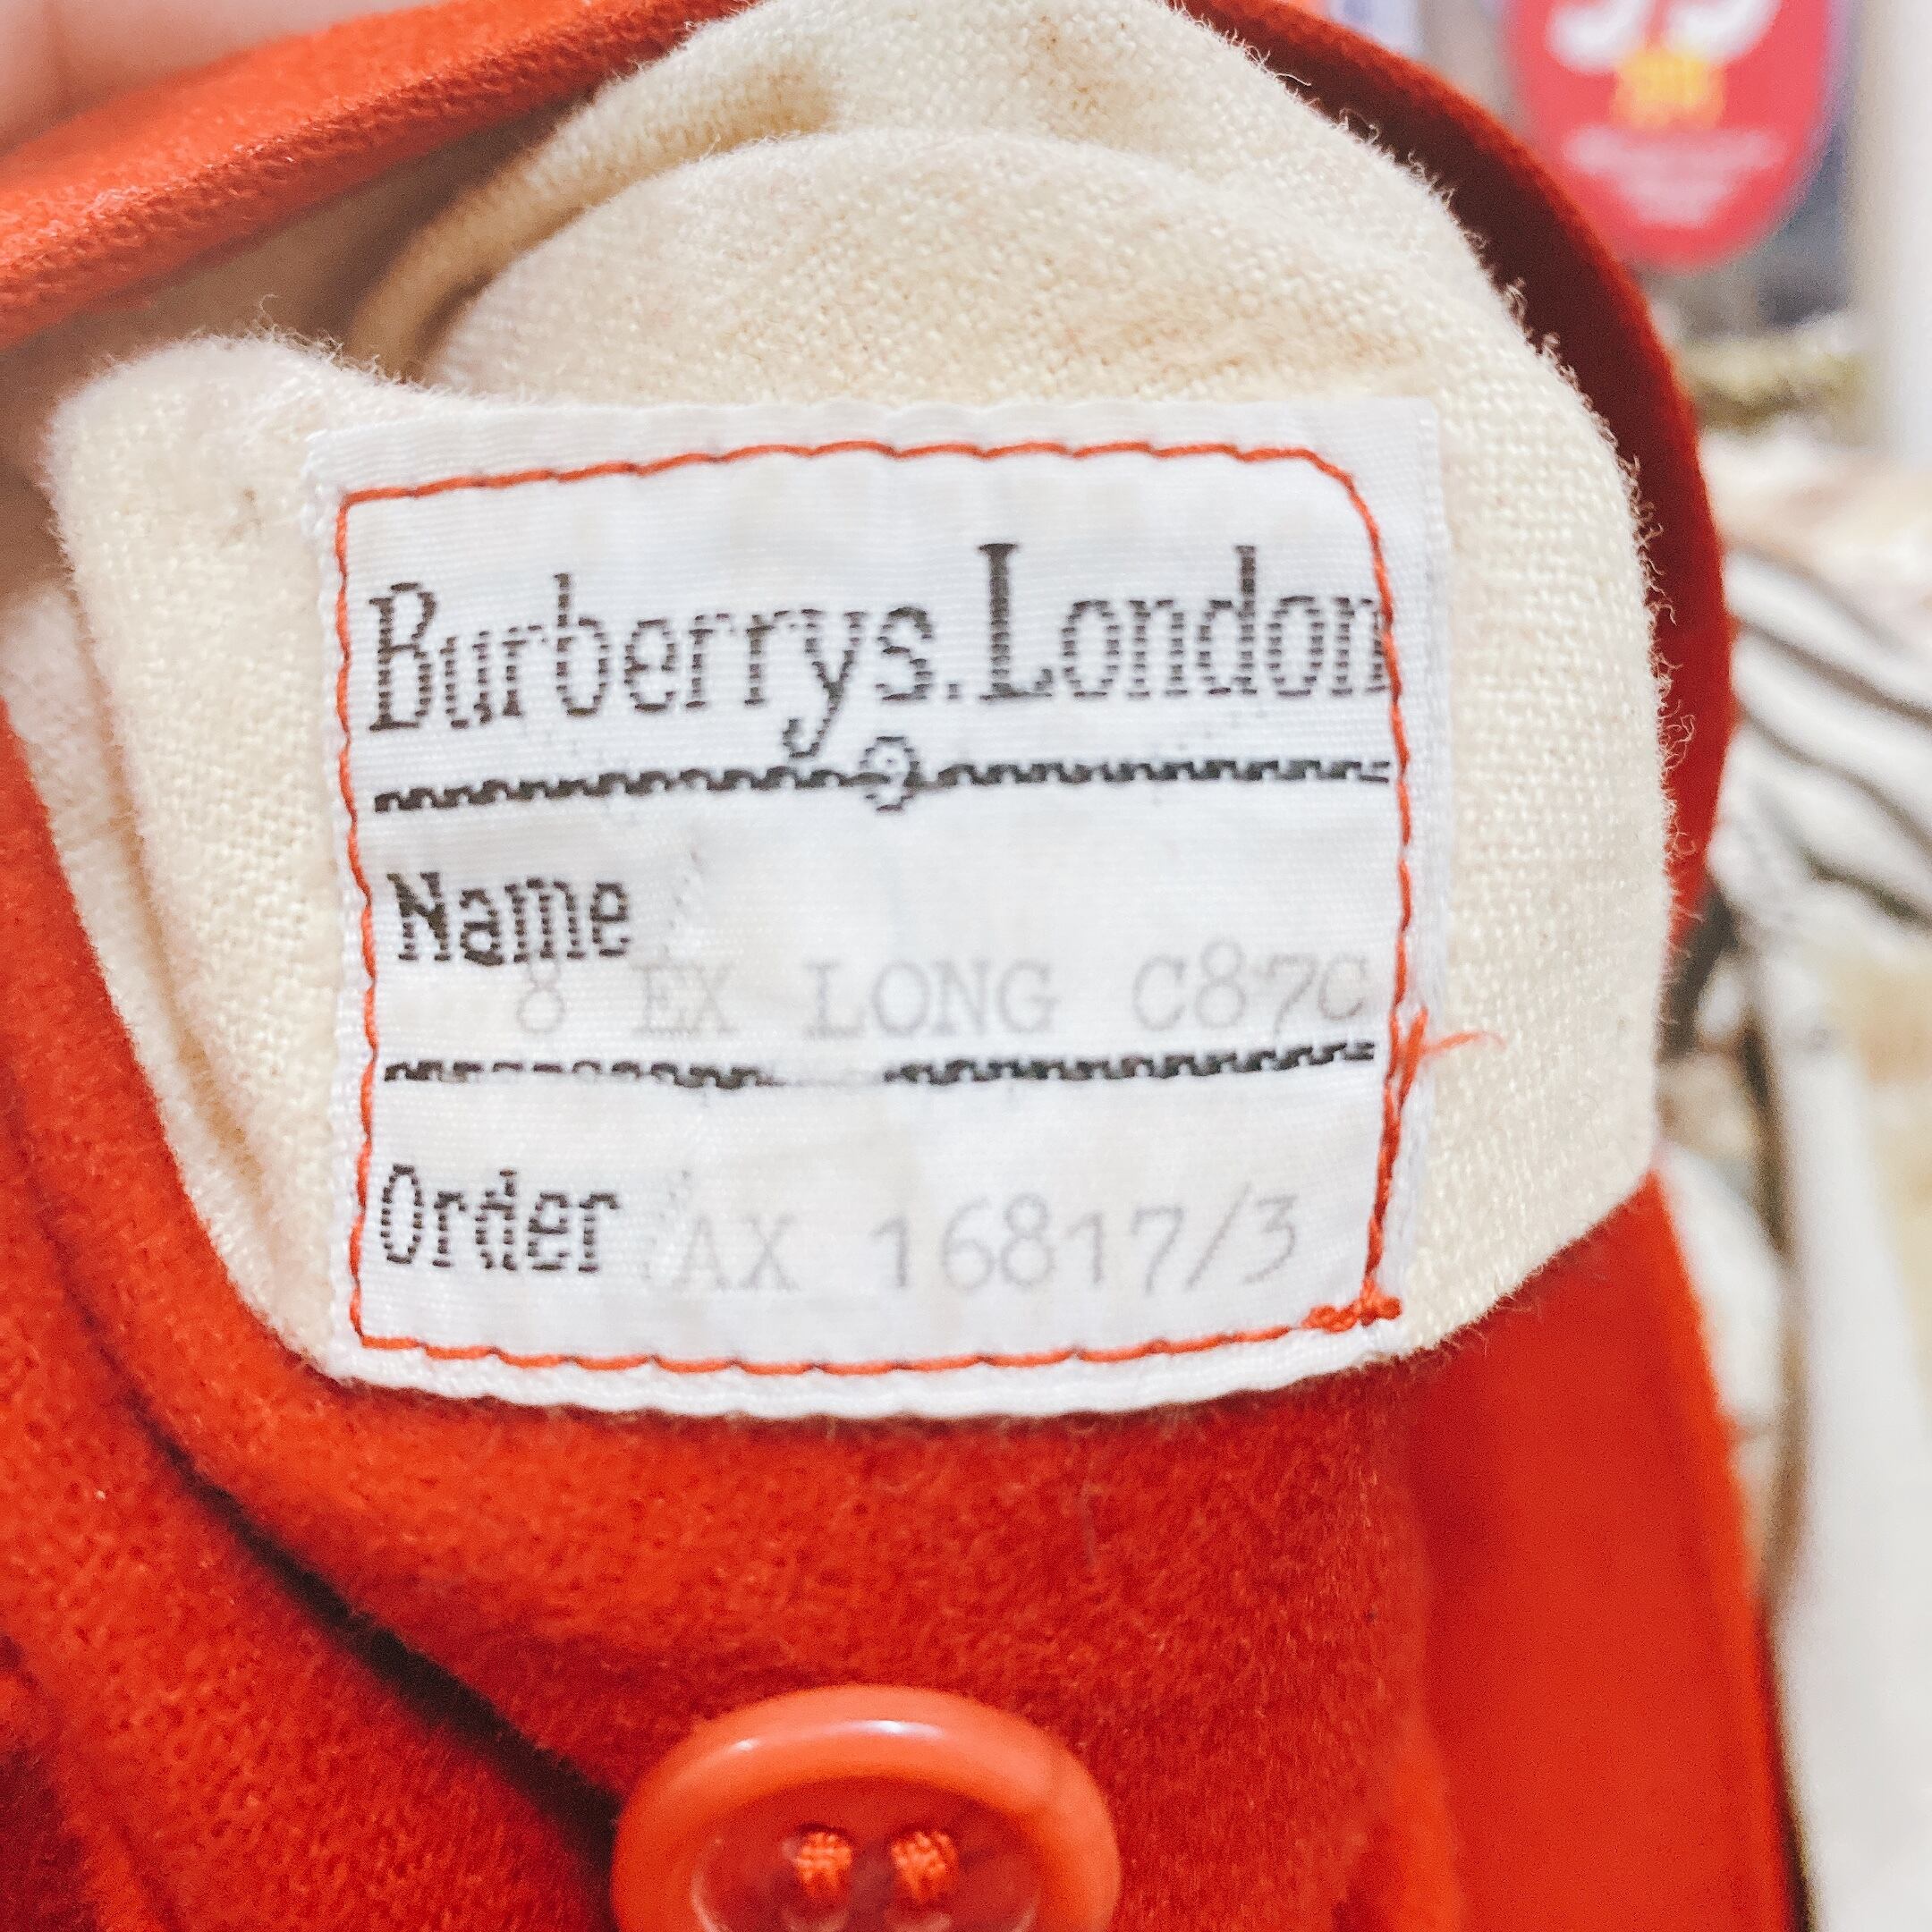 Burberrys. London
Name
8 EX LONG C87C
Order AX 16817/3